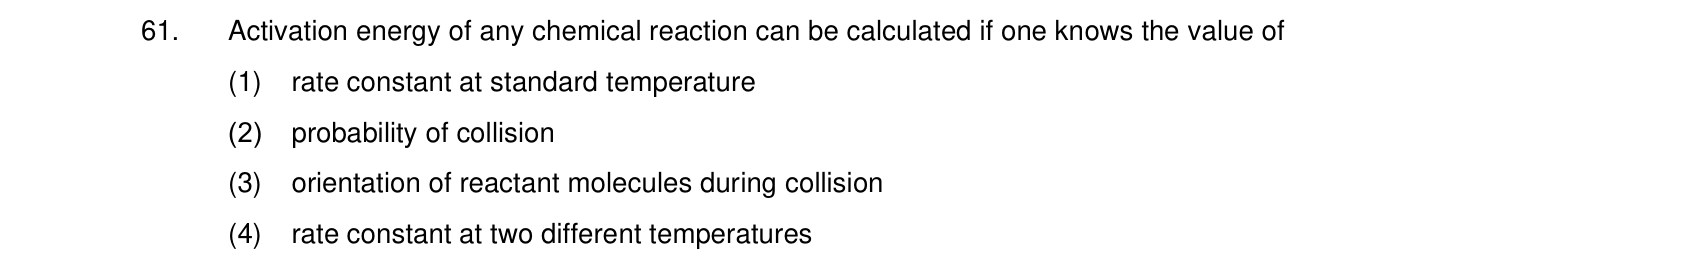 61. Activation energy of any chemical reaction can be calculated if one knows the value of
(1) rate constant at standard temperature
(2) probability of collision
(3) orientation of reactant molecules during collision
(4) rate constant at two different temperatures